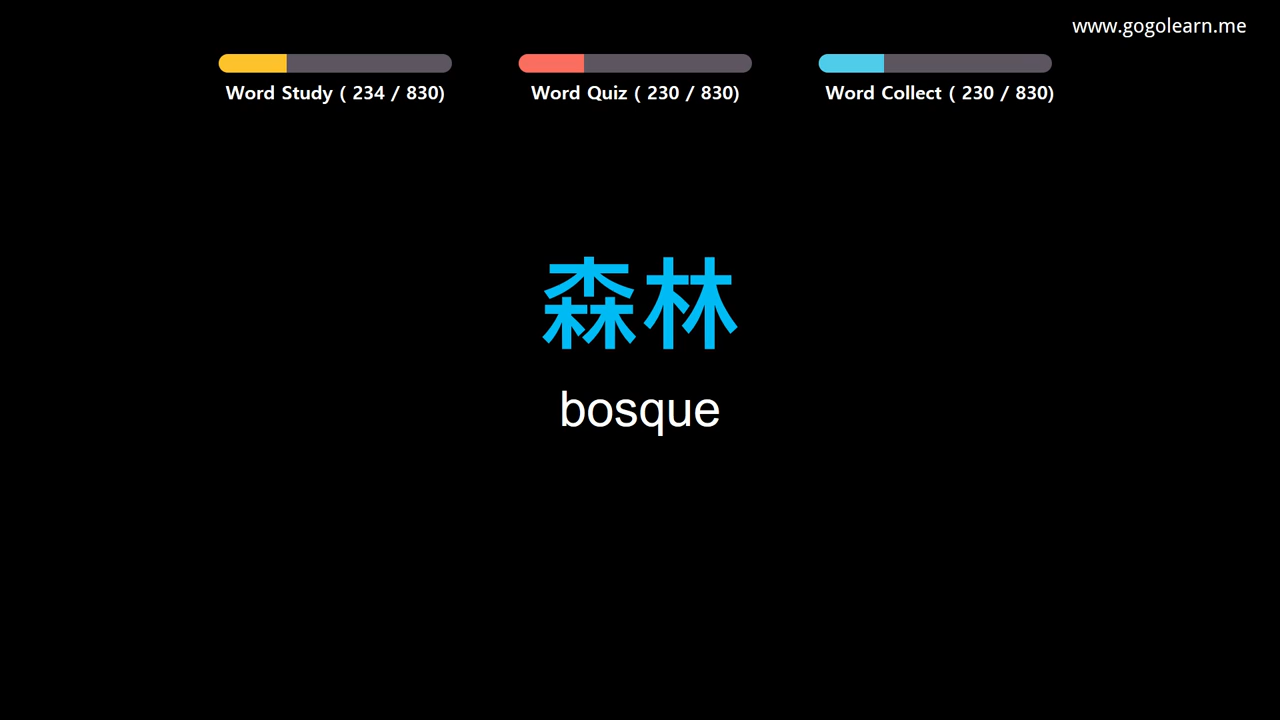 www.gogolearn.me
Word Study ( 234 / 830)
Word Quiz ( 230 / 830)
Word Collect ( 230 / 830)
森林
bosque